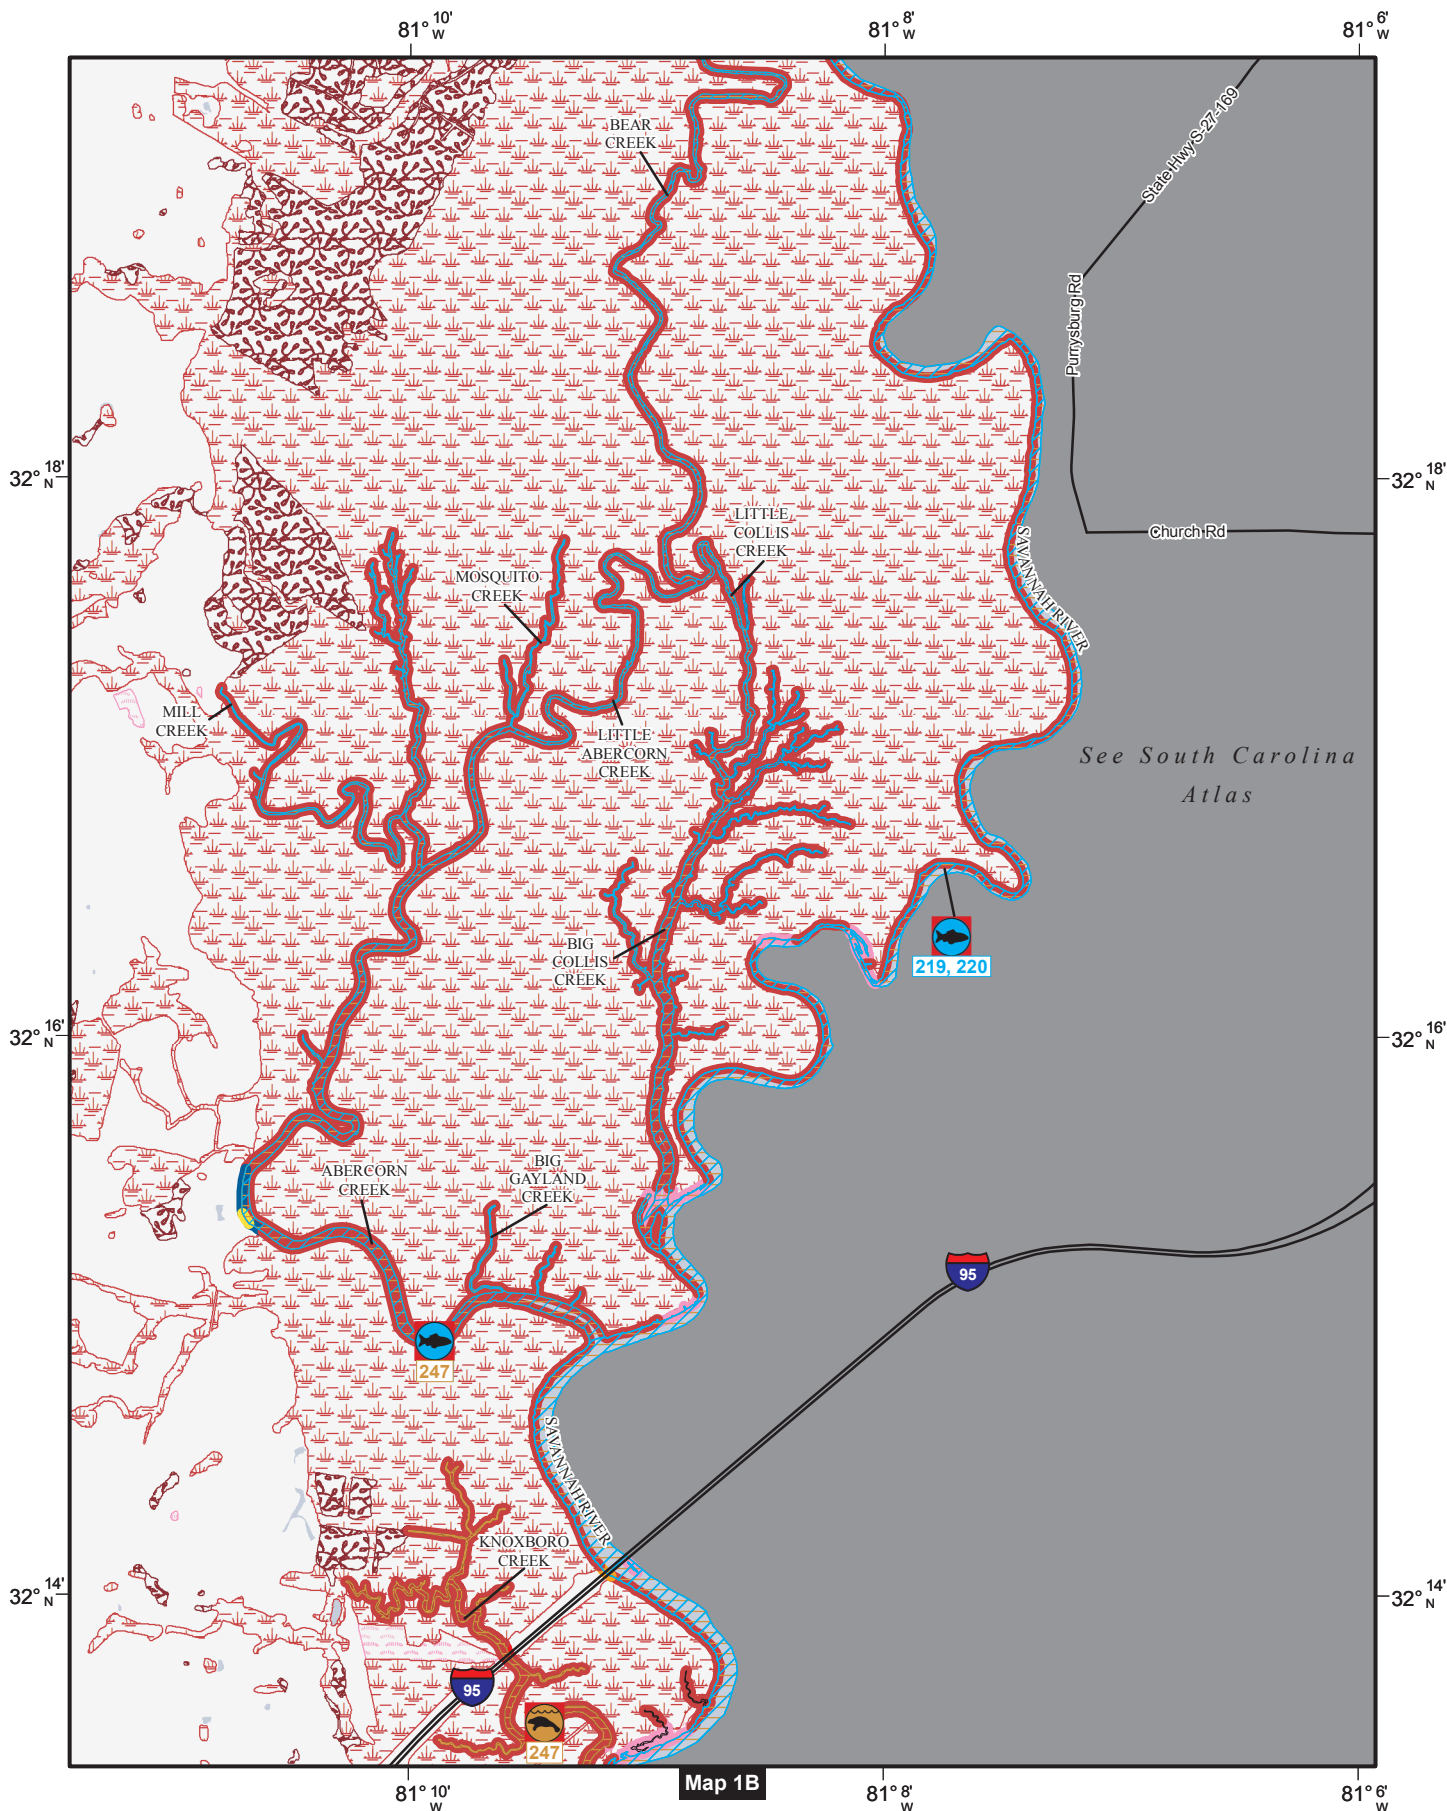 81° 10' W
81° 8' W
81° 6' W
BEAR
CREEK
State Hwy S-27-169
Purrysburg Rd
32° 18' N
32° 18' N
LITTLE
COLLIS
CREEK
Church Rd
SAVANNAH RIVER
MOSQUITO
CREEK
MILL
CREEK
LITTLE
ABERCORN
CREEK
See South Carolina
Atlas
BIG
COLLIS
CREEK
219, 220
32° 16' N
32° 16' N
ABERCORN
CREEK
BIG
GAYLAND
CREEK
95
247
SAVANNAH RIVER
KNOXBORO
CREEK
32° 14' N
32° 14' N
95
247
Map 1B
81° 10' W
81° 8' W
81° 6' W